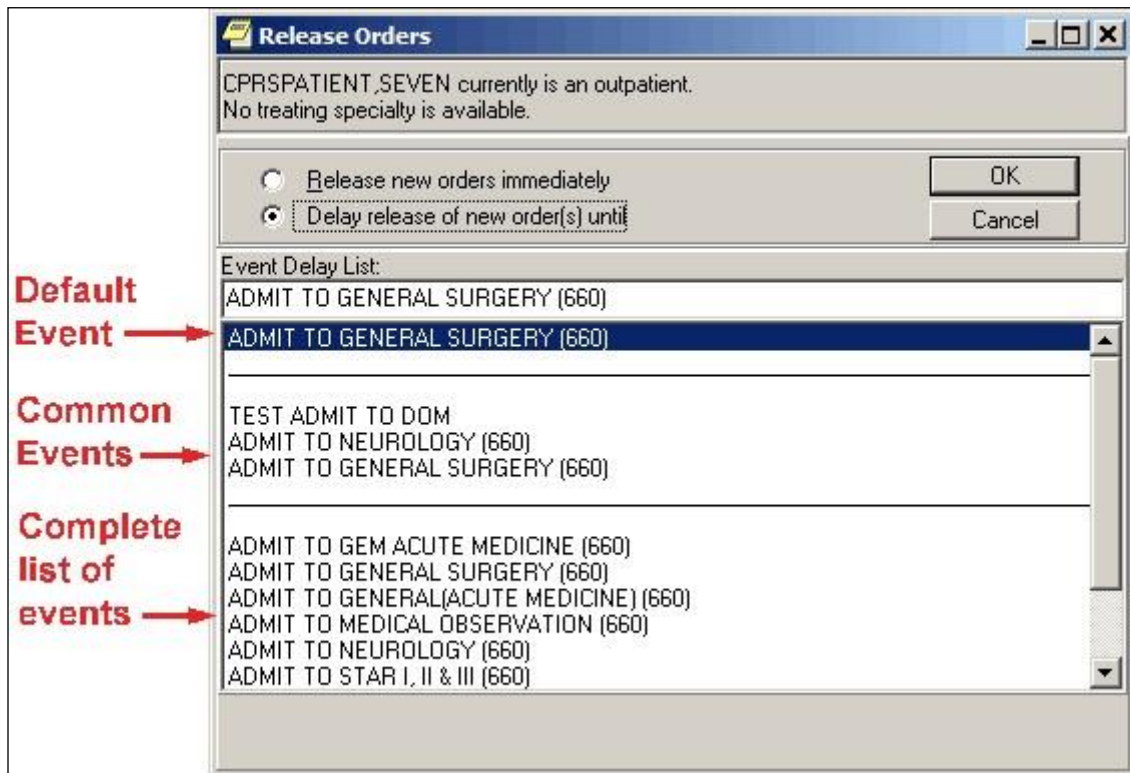 Release Orders
CPRSPATIENT,SEVEN currently is an outpatient.
No treating specialty is available.
Release new orders immediately
Delay release of new order(s) until
OK
Cancel
Event Delay List:
ADMIT TO GENERAL SURGERY (660)
Default
Event
ADMIT TO GENERAL SURGERY (660)
Common
Events
TEST ADMIT TO DOM
ADMIT TO NEUROLOGY (660)
ADMIT TO GENERAL SURGERY (660)
Complete
list of
events
ADMIT TO GEM ACUTE MEDICINE (660)
ADMIT TO GENERAL SURGERY (660)
ADMIT TO GENERAL(ACUTE MEDICINE) (660)
ADMIT TO MEDICAL OBSERVATION (660)
ADMIT TO NEUROLOGY (660)
ADMIT TO STAR I, II & III (660)